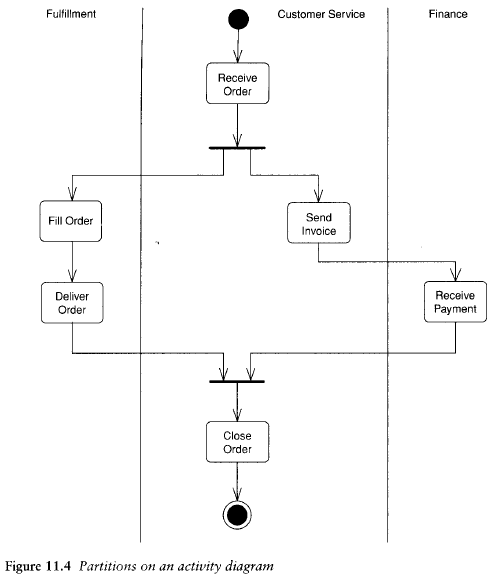 Fulfillment
Customer Service
Finance
Receive
Order
Fill Order
Send
Invoice
Deliver
Order
Receive
Payment
Close
Order
Figure 11.4 Partitions on an activity diagram